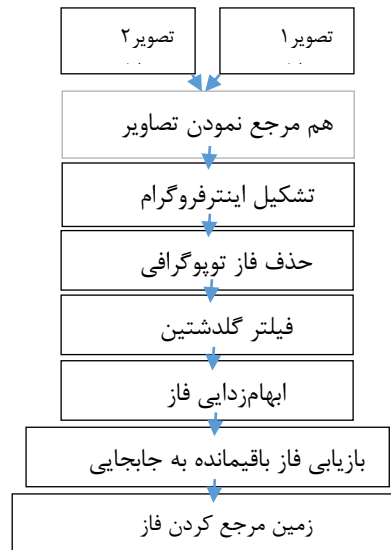 تصویر۱
تصویر۲
هم مرجع نمودن تصاویر
تشکیل اینترفروگرام
حذف فاز توپوگرافی
فیلتر گلدشتین
ابهام‌زدایی فاز
بازیابی فاز باقیمانده به جابجایی
زمین مرجع کردن فاز